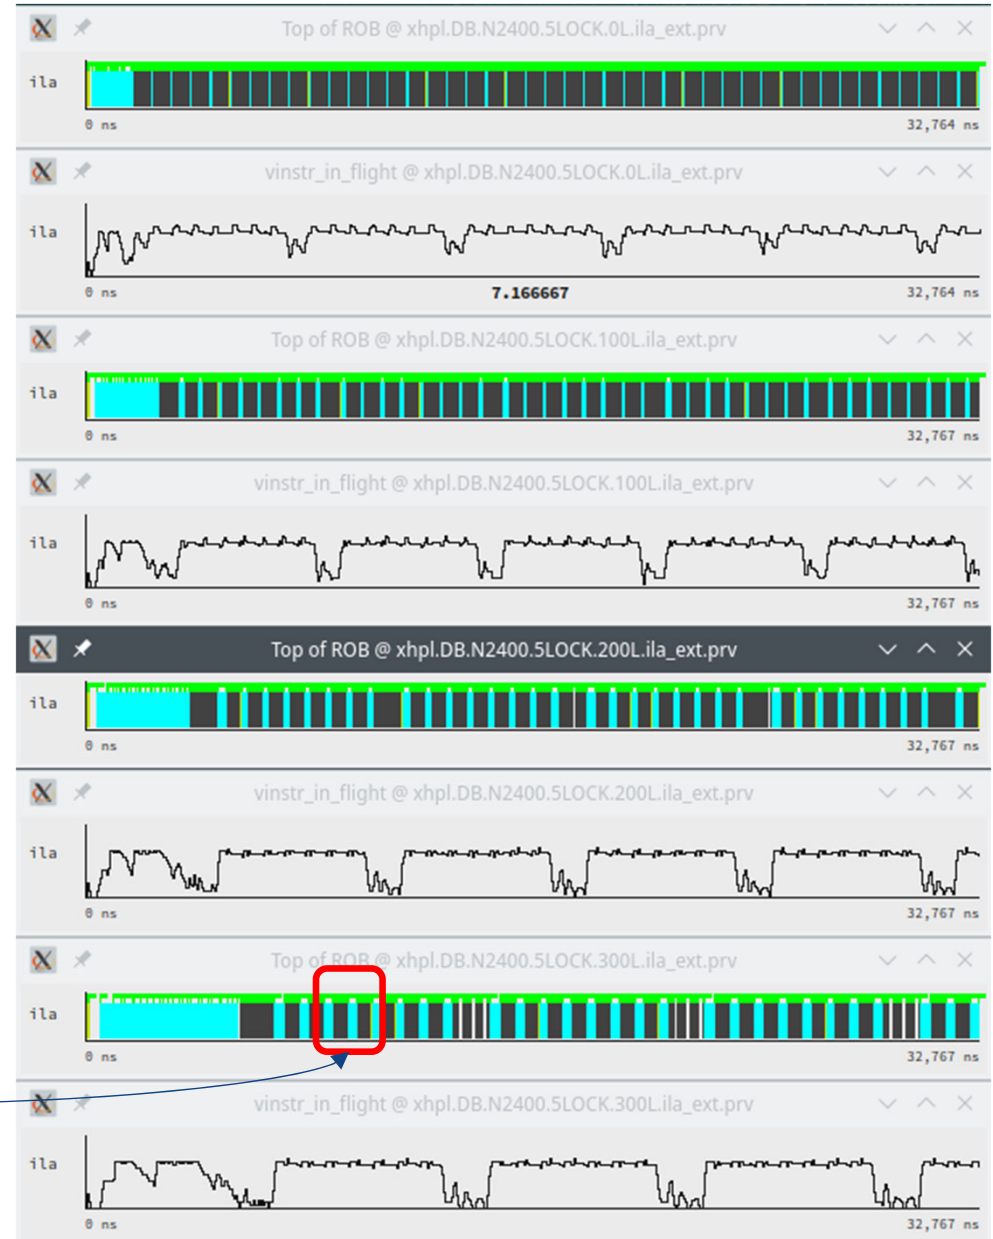 Top of ROB @ xhpl.DB.N2400.5LOCK.0L.ila_ext.prv
ila
0 ns 32,764 ns
vinstr_in_flight @ xhpl.DB.N2400.5LOCK.0L.ila_ext.prv
ila
0 ns 7.166667 32,764 ns
Top of ROB @ xhpl.DB.N2400.5LOCK.100L.ila_ext.prv
ila
0 ns 32,767 ns
vinstr_in_flight @ xhpl.DB.N2400.5LOCK.100L.ila_ext.prv
ila
0 ns 32,767 ns
Top of ROB @ xhpl.DB.N2400.5LOCK.200L.ila_ext.prv
ila
0 ns 32,767 ns
vinstr_in_flight @ xhpl.DB.N2400.5LOCK.200L.ila_ext.prv
ila
0 ns 32,767 ns
Top of ROB @ xhpl.DB.N2400.5LOCK.300L.ila_ext.prv
ila
0 ns 32,767 ns
vinstr_in_flight @ xhpl.DB.N2400.5LOCK.300L.ila_ext.prv
ila
0 ns 32,767 ns